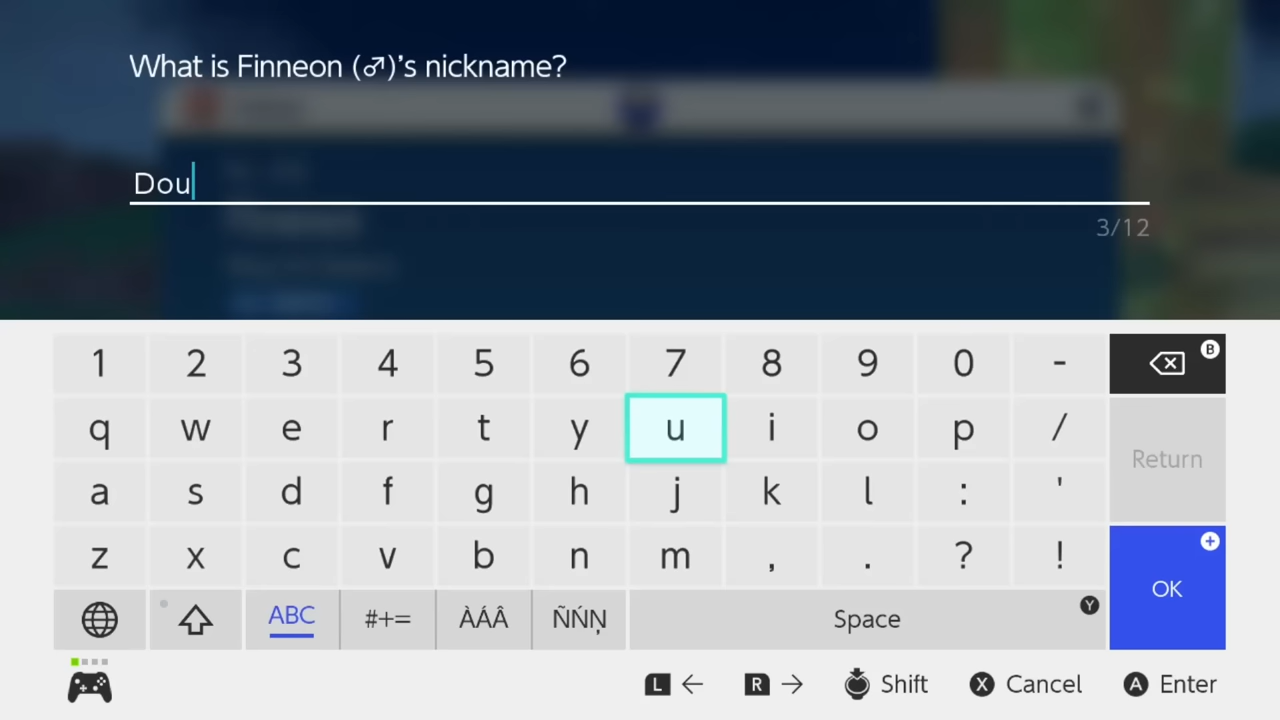 What is Finneon (♂)'s nickname?
Dou
3/12
1 2 3 4 5 6 7 8 9 0 - B
q w e r t y u i o p / Return
a s d f g h j k l : '
z x c v b n m , . ? ! + OK
ABC #+= ÀÁÂ ÑŃŅ Space Y
L ← R → Shift X Cancel A Enter